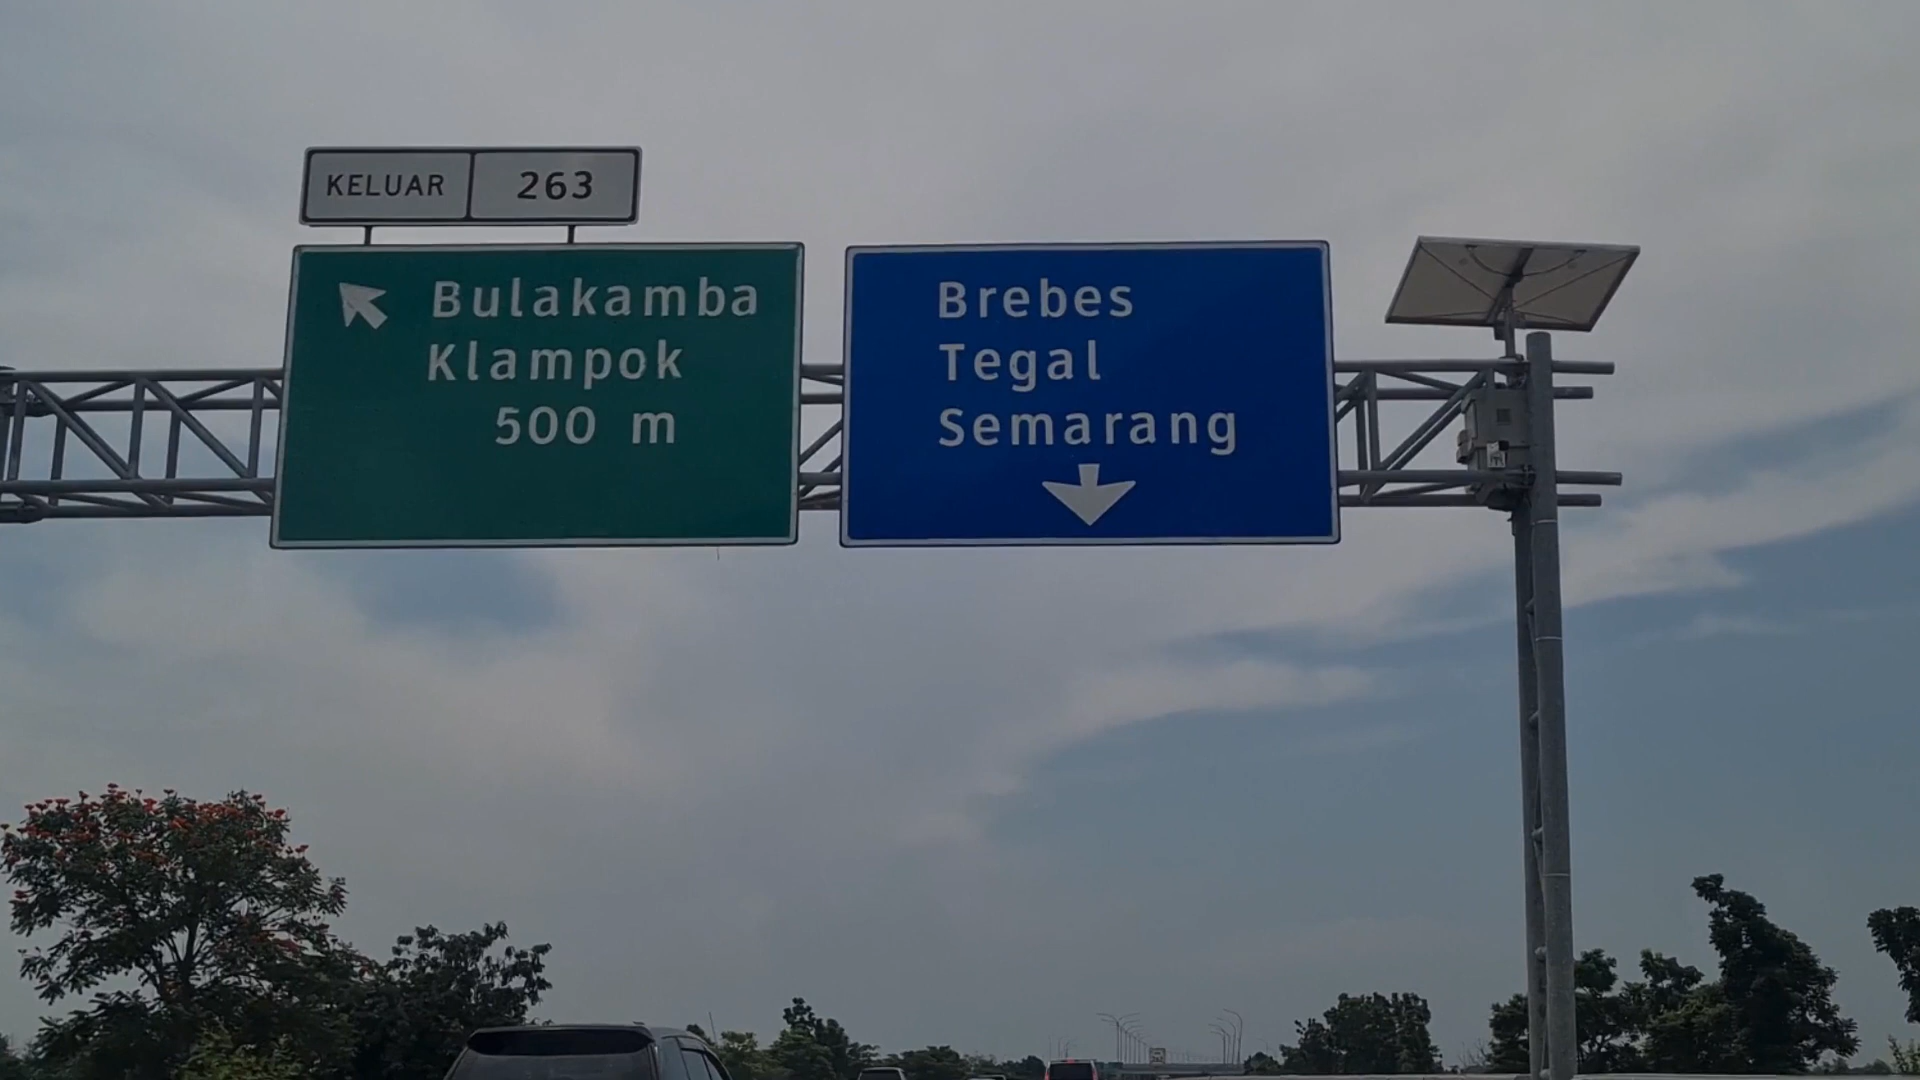 KELUAR 263
Bulakamba
Klampok
500 m
Brebes
Tegal
Semarang